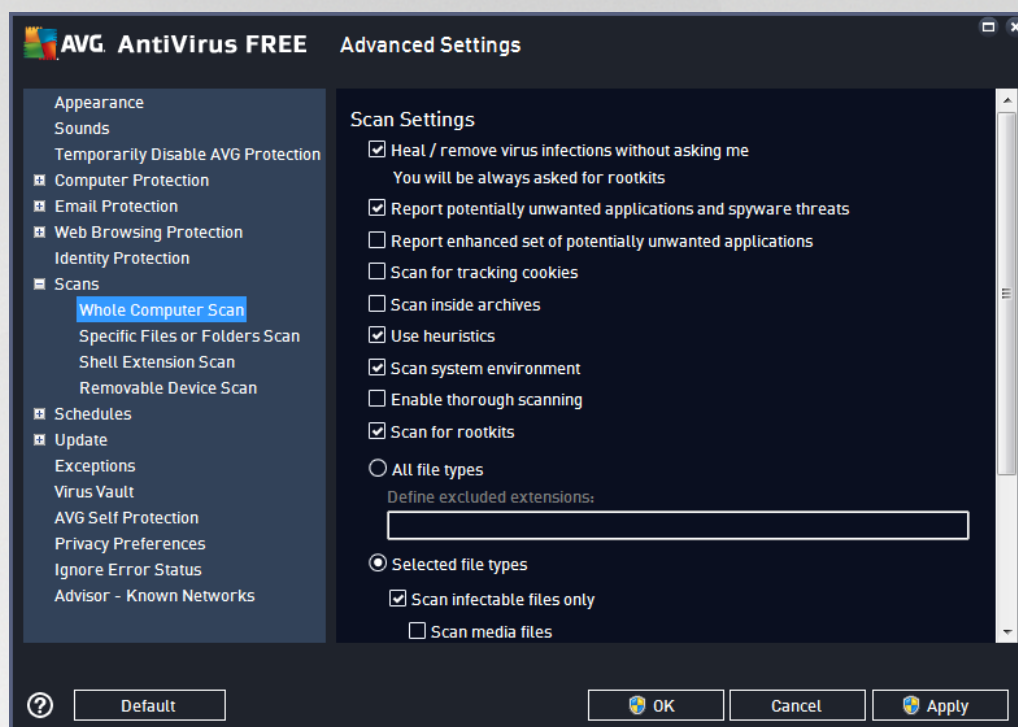 AVG. AntiVirus FREE Advanced Settings
Appearance
Sounds
Temporarily Disable AVG Protection
Computer Protection
Email Protection
Web Browsing Protection
Identity Protection
Scans
Whole Computer Scan
Specific Files or Folders Scan
Shell Extension Scan
Removable Device Scan
Schedules
Update
Exceptions
Virus Vault
AVG Self Protection
Privacy Preferences
Ignore Error Status
Advisor - Known Networks
Scan Settings
Heal / remove virus infections without asking me
You will be always asked for rootkits
Report potentially unwanted applications and spyware threats
Report enhanced set of potentially unwanted applications
Scan for tracking cookies
Scan inside archives
Use heuristics
Scan system environment
Enable thorough scanning
Scan for rootkits
All file types
Define excluded extensions:
Selected file types
Scan infectable files only
Scan media files
? Default OK Cancel Apply